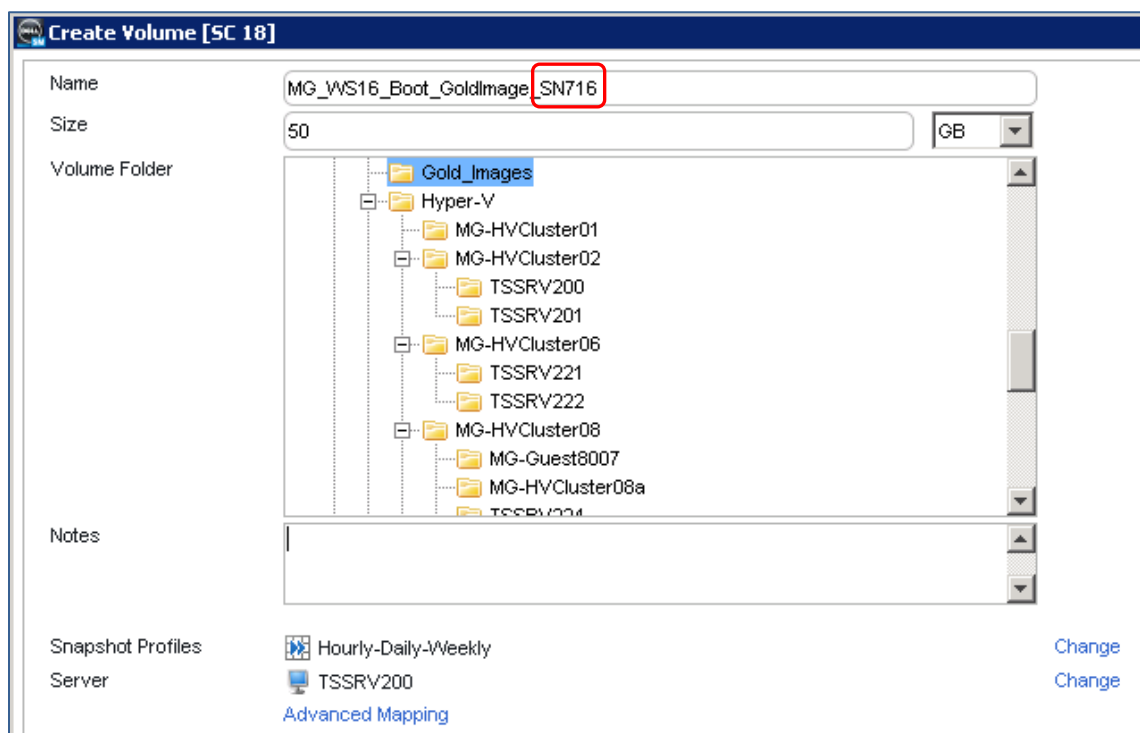 Create Volume [SC 18]
Name
MG_WS16_Boot_GoldImage_SN716
Size
50
GB
Volume Folder
Gold_Images
Hyper-V
MG-HVCluster01
MG-HVCluster02
TSSRV200
TSSRV201
MG-HVCluster06
TSSRV221
TSSRV222
MG-HVCluster08
MG-Guest8007
MG-HVCluster08a
Notes
Snapshot Profiles
Hourly-Daily-Weekly
Change
Server
TSSRV200
Change
Advanced Mapping